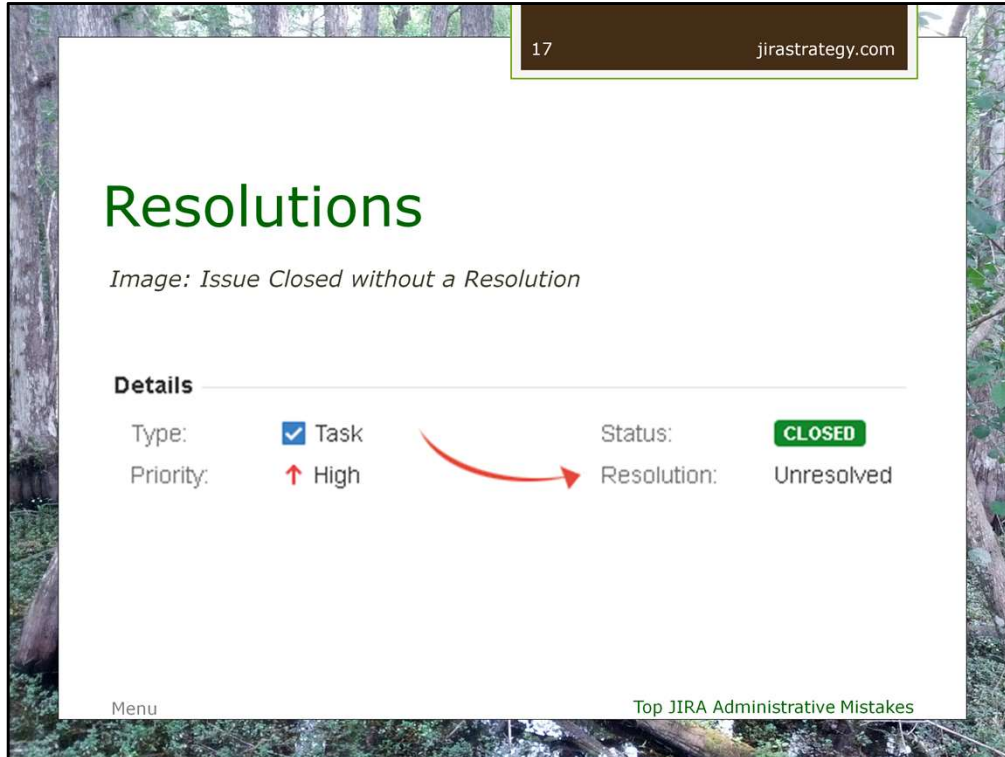 17 jirastrategy.com
Resolutions
Image: Issue Closed without a Resolution
Details
Type: Task Status: CLOSED
Priority: High Resolution: Unresolved
Menu Top JIRA Administrative Mistakes